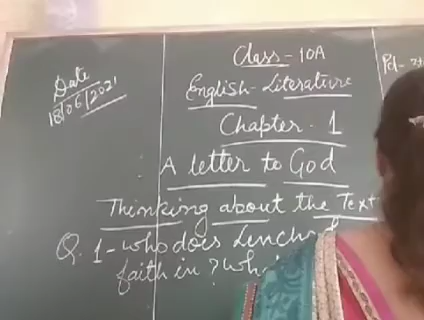 Date
18/06/2021
Class - 10A
English - Literature
Chapter - 1
A letter to God
Thinking about the Text
Q. 1 - who does Lench
faith in ?